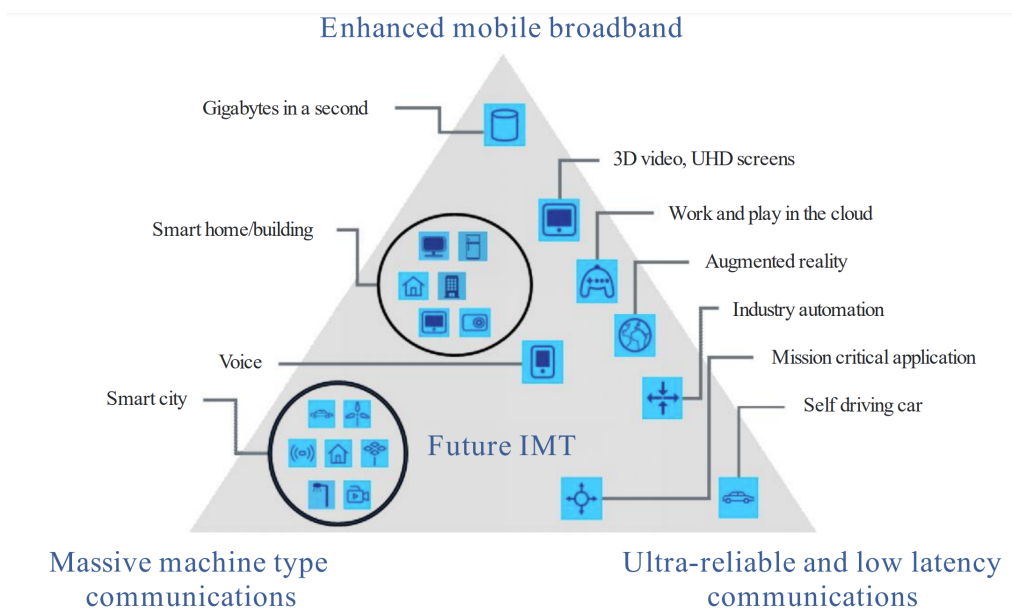 Enhanced mobile broadband
Gigabytes in a second
3D video, UHD screens
Work and play in the cloud
Smart home/building
Augmented reality
Industry automation
Mission critical application
Voice
Smart city
Self driving car
Future IMT
Massive machine type
communications
Ultra-reliable and low latency
communications